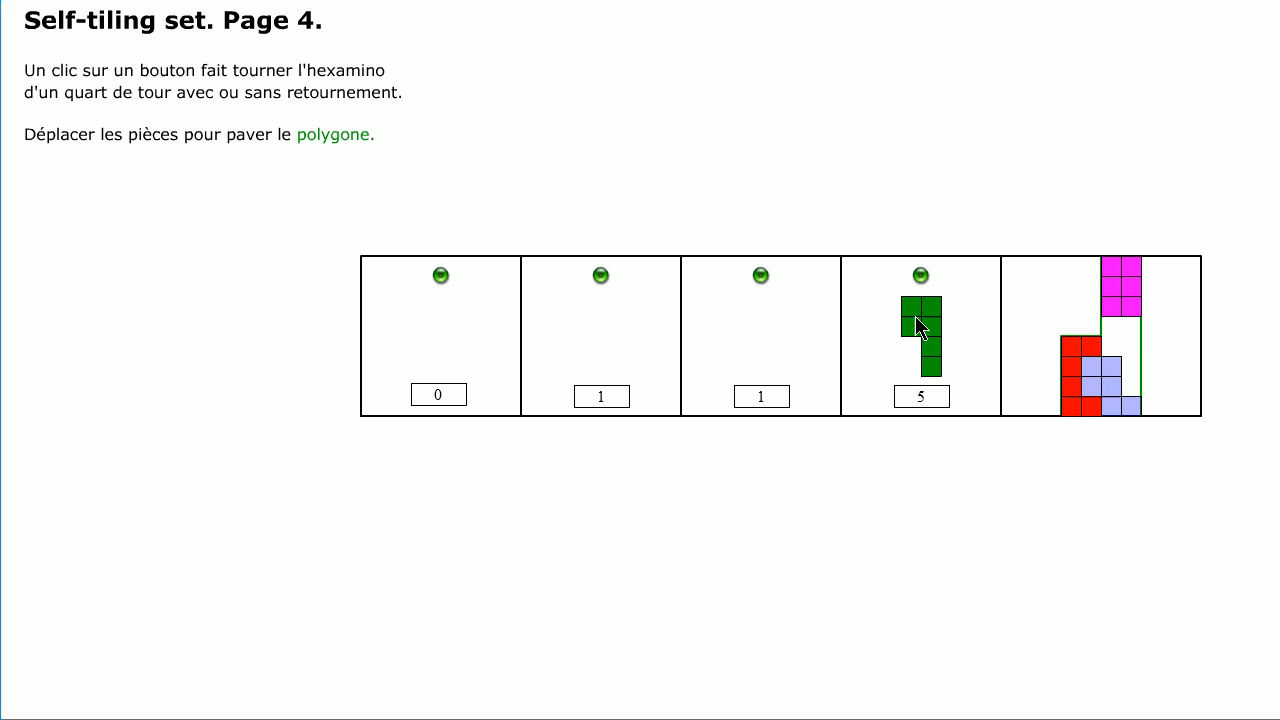 Self-tiling set. Page 4.
Un clic sur un bouton fait tourner l'hexamino
d'un quart de tour avec ou sans retournement.
Déplacer les pièces pour paver le polygone.
0
1
1
5